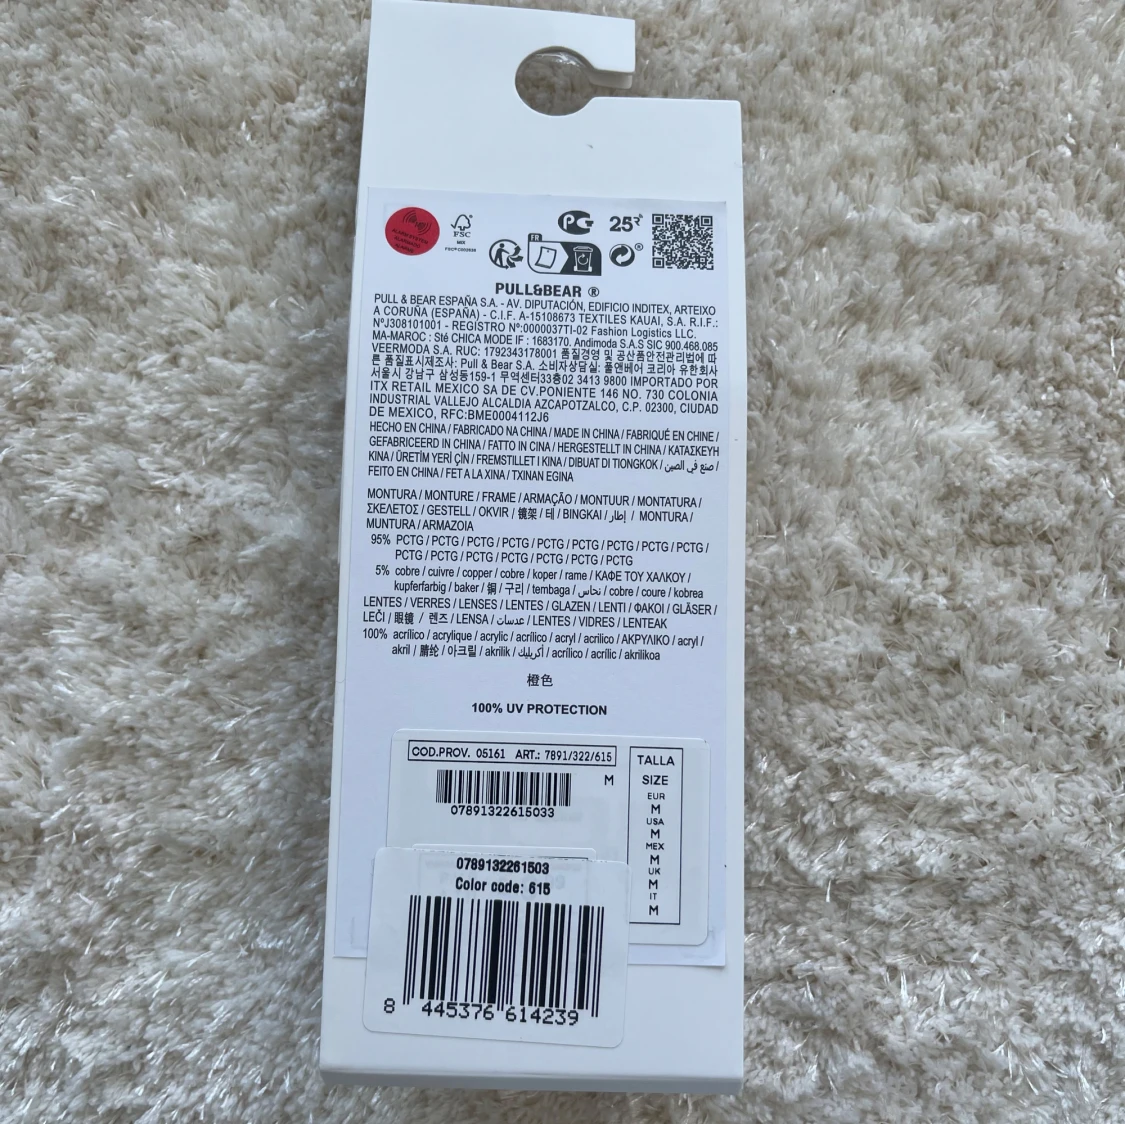 ALARM SYSTEM
FSC
MIX
FR
PG
25
PULL&BEAR ®
PULL & BEAR ESPAÑA S.A. - AV. DIPUTACIÓN, EDIFICIO INDITEX, ARTEIXO
A CORUÑA (ESPAÑA) - C.I.F. A-15108673 TEXTILES KAUAI, S.A. R.I.F.:
NºJ308101001 - REGISTRO Nº:0000037TI-02 Fashion Logistics LLC.
MA-MAROC : Sté CHICA MODE IF : 1683170. Andimoda S.A.S SIC 900.468.085
VEERMODA S.A. RUC: 1792343178001 품질경영 및 공산품안전관리법에 따
른 품질표시제조사: Pull & Bear S.A. 소비자상담실: 풀앤베어 코리아 유한회사
서울시 강남구 삼성동159-1 무역센터33층02 3413 9800 IMPORTADO POR
ITX RETAIL MEXICO SA DE CV.PONIENTE 146 NO. 730 COLONIA
INDUSTRIAL VALLEJO ALCALDIA AZCAPOTZALCO, C.P. 02300, CIUDAD
DE MEXICO, RFC:BME0004112J6
HECHO EN CHINA / FABRICADO NA CHINA / MADE IN CHINA / FABRIQUÉ EN CHINE /
GEFABRICEERD IN CHINA / FATTO IN CINA / HERGESTELLT IN CHINA / ΚΑΤΑΣΚΕΥΗ
ΚΙΝΑ / ÜRETİM YERİ ÇİN / FREMSTILLET I KINA / DIBUAT DI TIONGKOK / صنع في الصين /
FEITO EN CHINA / FET A LA XINA / TXINAN EGINA
MONTURA / MONTURE / FRAME / ARMAÇÃO / MONTUUR / MONTATURA /
ΣΚΕΛΕΤΟΣ / GESTELL / OKVIR / 镜架 / 테 / BINGKAI / إطار / MONTURA /
MUNTURA / ARMAZOIA
95% PCTG / PCTG / PCTG / PCTG / PCTG / PCTG / PCTG / PCTG / PCTG /
PCTG / PCTG / PCTG / PCTG / PCTG / PCTG / PCTG
5% cobre / cuivre / copper / cobre / koper / rame / ΚΑΦΕ ΤΟΥ ΧΑΛΚΟΥ /
kupferfarbig / baker / 铜 / 구리 / tembaga / نحاس / cobre / coure / kobrea
LENTES / VERRES / LENSES / LENTES / GLAZEN / LENTI / ΦΑΚΟΙ / GLÄSER /
LEČI / 眼镜 / 렌즈 / LENSA / عدسات / LENTES / VIDRES / LENTEAK
100% acrílico / acrylique / acrylic / acrílico / acryl / acrilico / ΑΚΡΥΛΙΚΟ / acryl /
akril / 腈纶 / 아크릴 / akrilik / أكريليك / acrílico / acrílic / akrilikoa
橙色
100% UV PROTECTION
COD.PROV. 05161 ART.: 7891/322/615
M
07891322615033
TALLA
SIZE
EUR
M
USA
M
MEX
M
UK
M
IT
M
0789132261503
Color code: 615
8 445376 614239